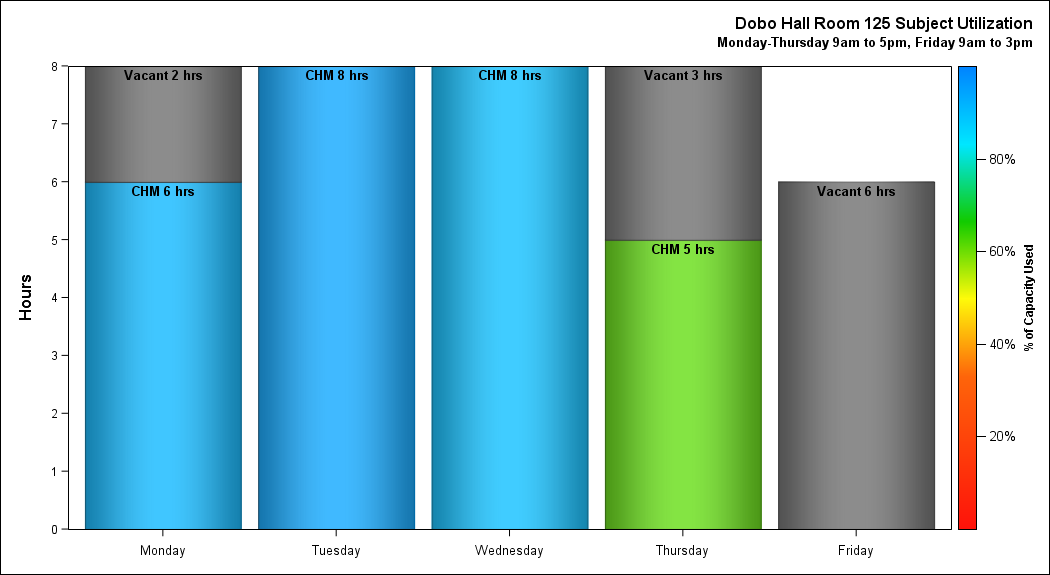 Dobo Hall Room 125 Subject Utilization
Monday-Thursday 9am to 5pm, Friday 9am to 3pm
Hours
8
7
6
5
4
3
2
1
0
Vacant 2 hrs
CHM 6 hrs
CHM 8 hrs
CHM 8 hrs
Vacant 3 hrs
CHM 5 hrs
Vacant 6 hrs
Monday
Tuesday
Wednesday
Thursday
Friday
80%
60%
40%
20%
% of Capacity Used